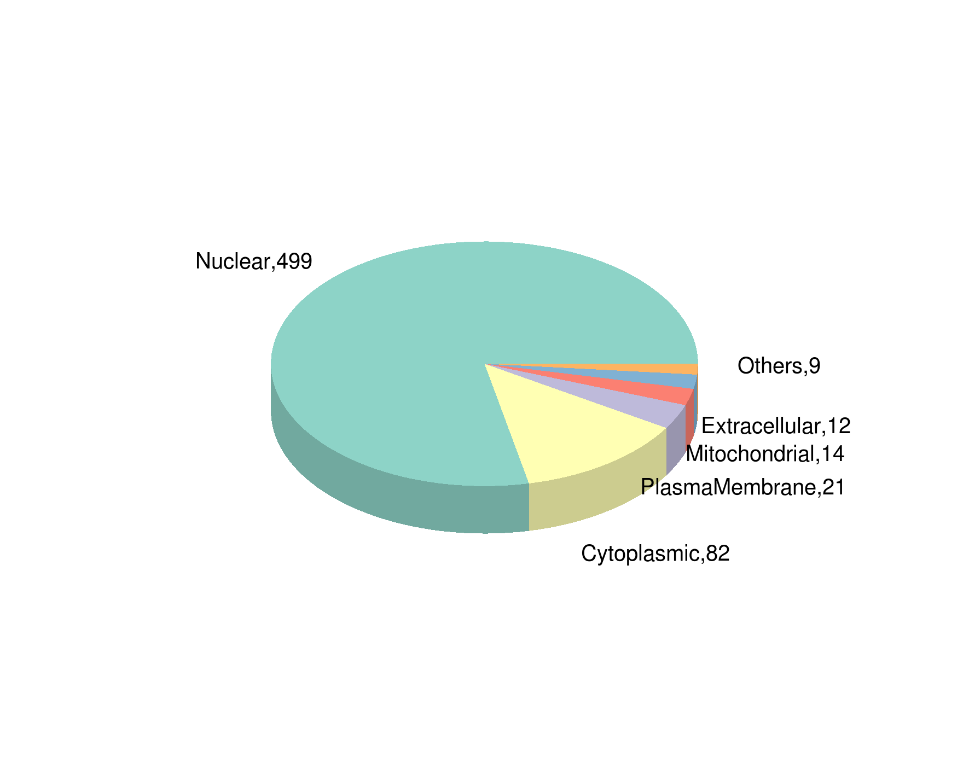 Nuclear,499
Others,9
Extracellular,12
Mitochondrial,14
PlasmaMembrane,21
Cytoplasmic,82